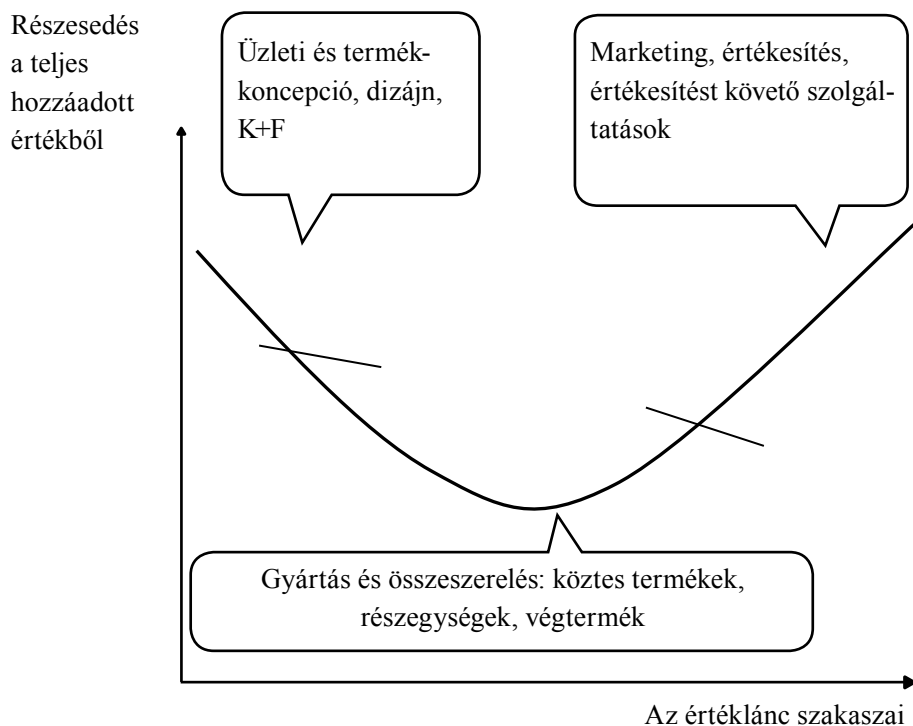 Részesedés
a teljes
hozzáadott
értékből
Üzleti és termék-
koncepció, dizájn,
K+F
Marketing, értékesítés,
értékesítést követő szolgál-
tatások
Gyártás és összeszerelés: köztes termékek,
részegységek, végtermék
Az értéklánc szakaszai